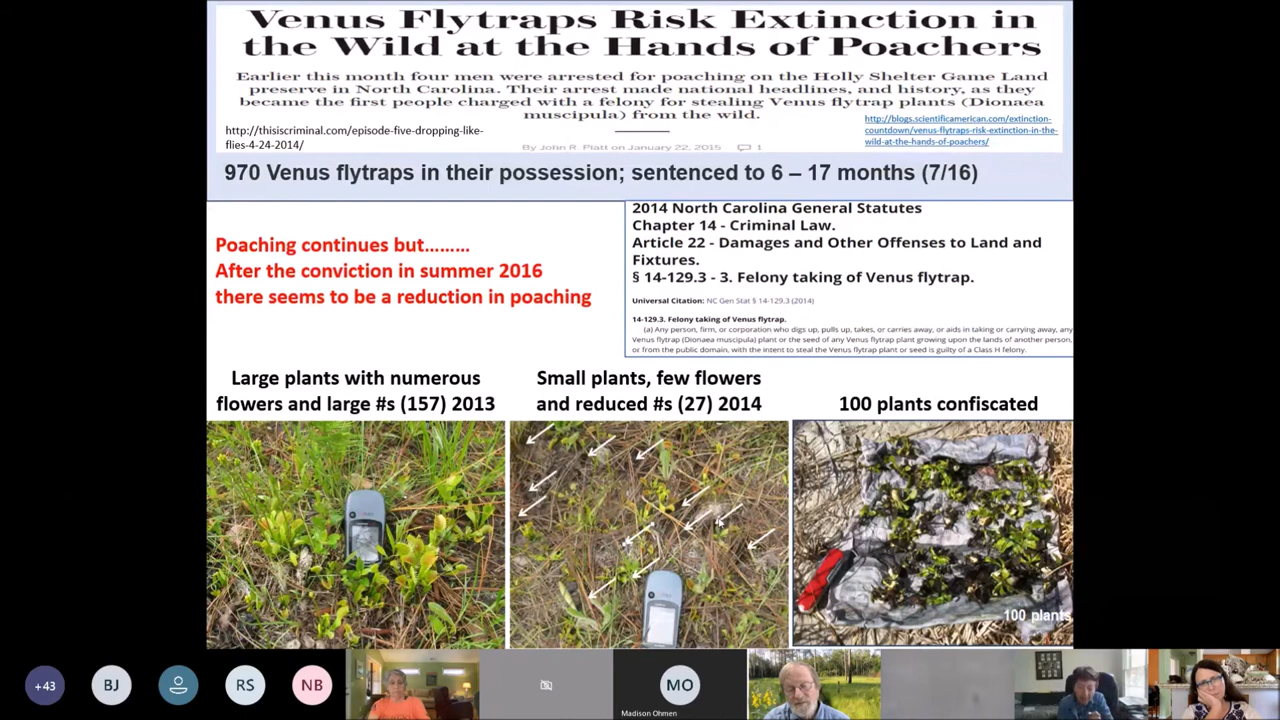 Venus Flytraps Risk Extinction in
the Wild at the Hands of Poachers
Earlier this month four men were arrested for poaching on the Holly Shelter Game Land
preserve in North Carolina. Their arrest made national headlines, and history, as they
became the first people charged with a felony for stealing Venus flytrap plants (Dionaea
muscipula) from the wild.
http://thisiscriminal.com/episode-five-dropping-like-
flies-4-24-2014/
By John R. Platt on January 22, 2015 1
http://blogs.scientificamerican.com/extinction-
countdown/venus-flytraps-risk-extinction-in-the-
wild-at-the-hands-of-poachers/
970 Venus flytraps in their possession; sentenced to 6 – 17 months (7/16)
Poaching continues but.........
After the conviction in summer 2016
there seems to be a reduction in poaching
2014 North Carolina General Statutes
Chapter 14 - Criminal Law.
Article 22 - Damages and Other Offenses to Land and
Fixtures.
§ 14-129.3 - 3. Felony taking of Venus flytrap.
Universal Citation: NC Gen Stat § 14-129.3 (2014)
14-129.3. Felony taking of Venus flytrap.
(a) Any person, firm, or corporation who digs up, pulls up, takes, or carries away, or aids in taking or carrying away, any
Venus flytrap (Dionaea muscipula) plant or the seed of any Venus flytrap plant growing upon the lands of another person,
or from the public domain, with the intent to steal the Venus flytrap plant or seed is guilty of a Class H felony.
Large plants with numerous
flowers and large #s (157) 2013
Small plants, few flowers
and reduced #s (27) 2014
100 plants confiscated
100 plants
+43
BJ
RS
NB
MO
Madison Ohmen